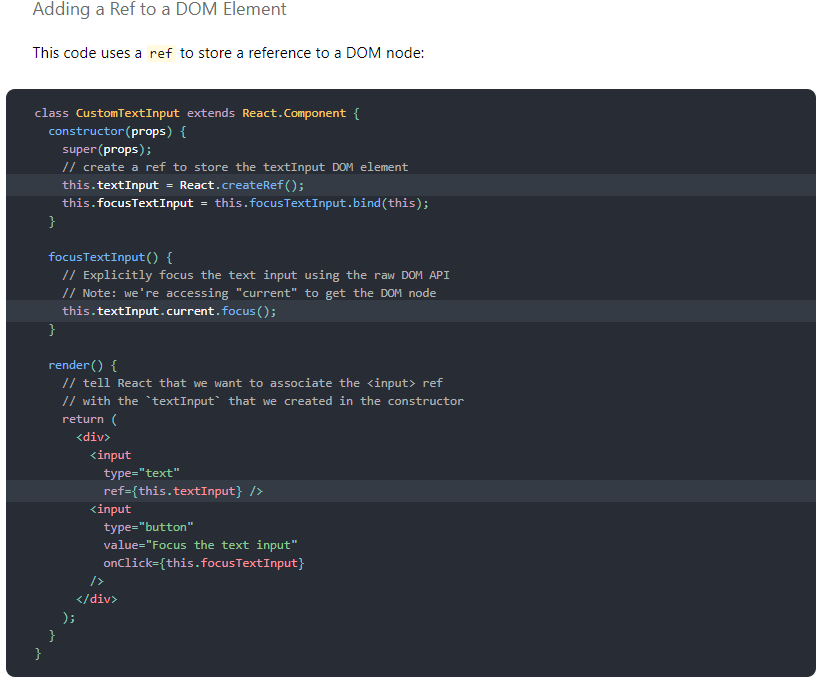 Adding a Ref to a DOM Element
This code uses a ref to store a reference to a DOM node:
class CustomTextInput extends React.Component {
  constructor(props) {
    super(props);
    // create a ref to store the textInput DOM element
    this.textInput = React.createRef();
    this.focusTextInput = this.focusTextInput.bind(this);
  }

  focusTextInput() {
    // Explicitly focus the text input using the raw DOM API
    // Note: we're accessing "current" to get the DOM node
    this.textInput.current.focus();
  }

  render() {
    // tell React that we want to associate the <input> ref
    // with the `textInput` that we created in the constructor
    return (
      <div>
        <input
          type="text"
          ref={this.textInput} />
        <input
          type="button"
          value="Focus the text input"
          onClick={this.focusTextInput}
        />
      </div>
    );
  }
}